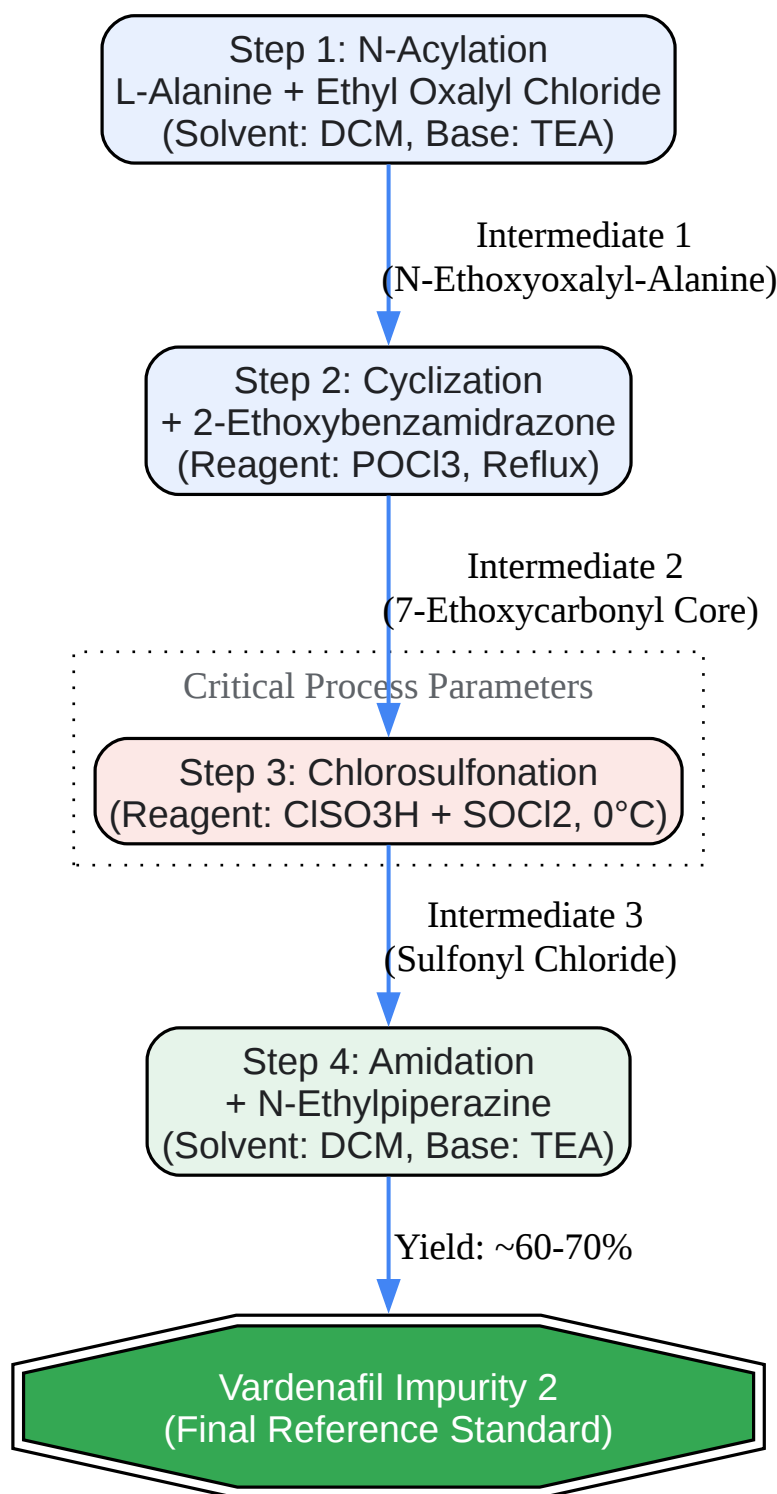 Step 1: N-Acylation
L-Alanine + Ethyl Oxalyl Chloride
(Solvent: DCM, Base: TEA)
Intermediate 1
(N-Ethoxyoxalyl-Alanine)
Step 2: Cyclization
+ 2-Ethoxybenzamidrazone
(Reagent: POCl3, Reflux)
Intermediate 2
(7-Ethoxycarbonyl Core)
Critical Process Parameters
Step 3: Chlorosulfonation
(Reagent: ClSO3H + SOCl2, 0°C)
Intermediate 3
(Sulfonyl Chloride)
Step 4: Amidation
+ N-Ethylpiperazine
(Solvent: DCM, Base: TEA)
Yield: ~60-70%
Vardenafil Impurity 2
(Final Reference Standard)